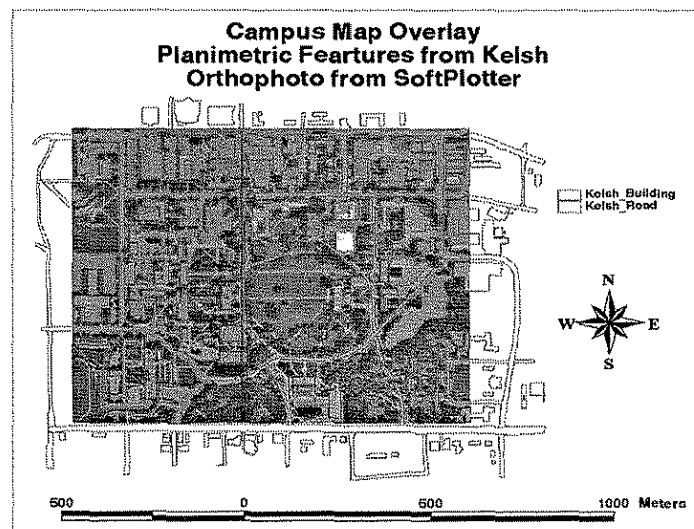 Campus Map Overlay
Planimetric Feartures from Kelsh
Orthophoto from SoftPlotter
Kelsh_Building
Kelsh_Road
N
W E
S
500 0 500 1000 Meters